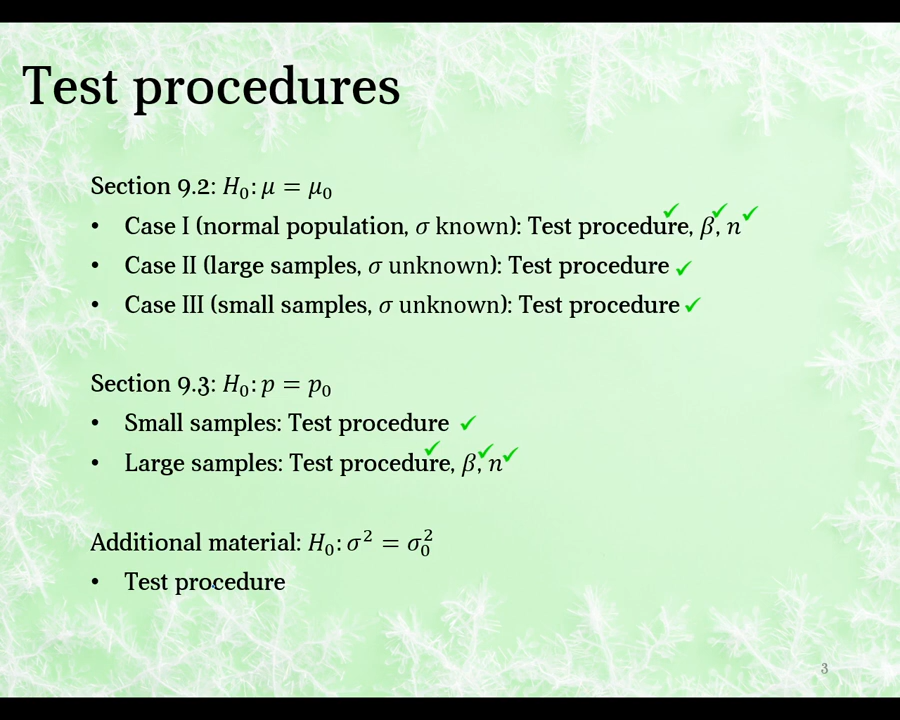 Test procedures
Section 9.2: H₀: μ = μ₀
• Case I (normal population, σ known): Test procedure, β, n
• Case II (large samples, σ unknown): Test procedure
• Case III (small samples, σ unknown): Test procedure
Section 9.3: H₀: p = p₀
• Small samples: Test procedure
• Large samples: Test procedure, β, n
Additional material: H₀: σ² = σ₀²
• Test procedure
3